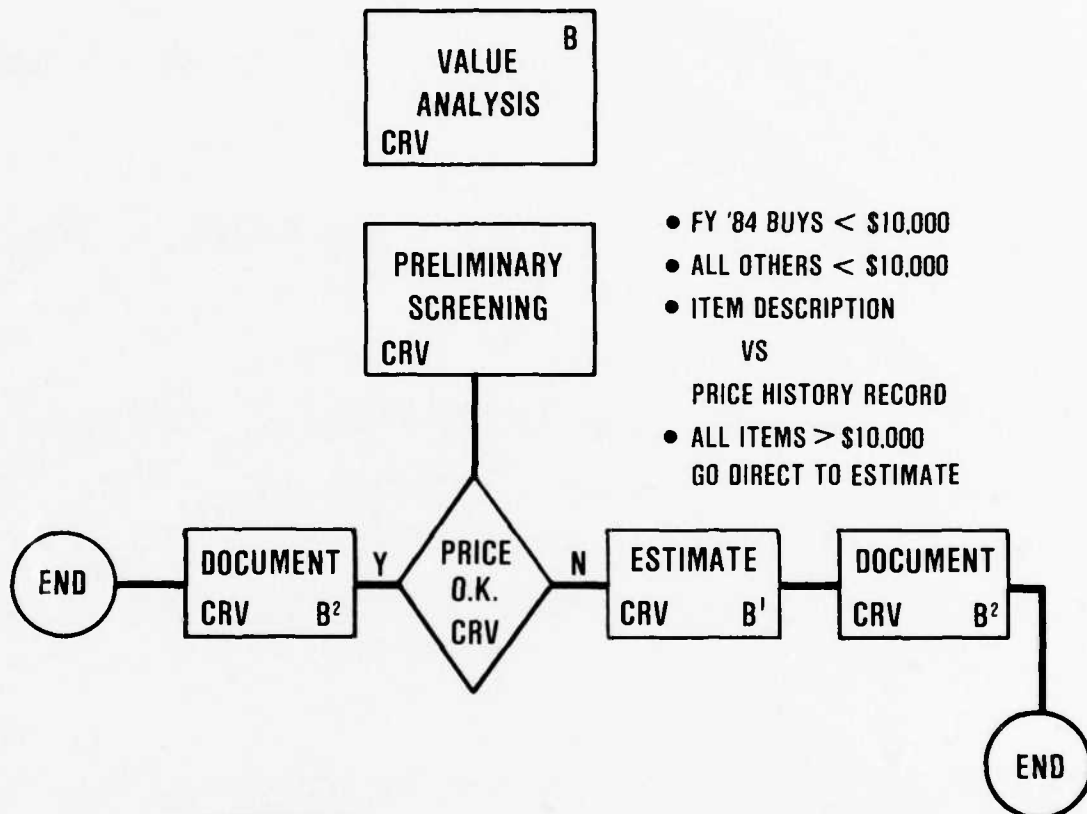 B
VALUE
ANALYSIS
CRV
PRELIMINARY
SCREENING
CRV
• FY '84 BUYS < $10,000
• ALL OTHERS < $10,000
• ITEM DESCRIPTION
VS
PRICE HISTORY RECORD
• ALL ITEMS > $10,000
GO DIRECT TO ESTIMATE
END
DOCUMENT
CRV B²
Y
PRICE
O.K.
CRV
N
ESTIMATE
CRV B¹
DOCUMENT
CRV B²
END